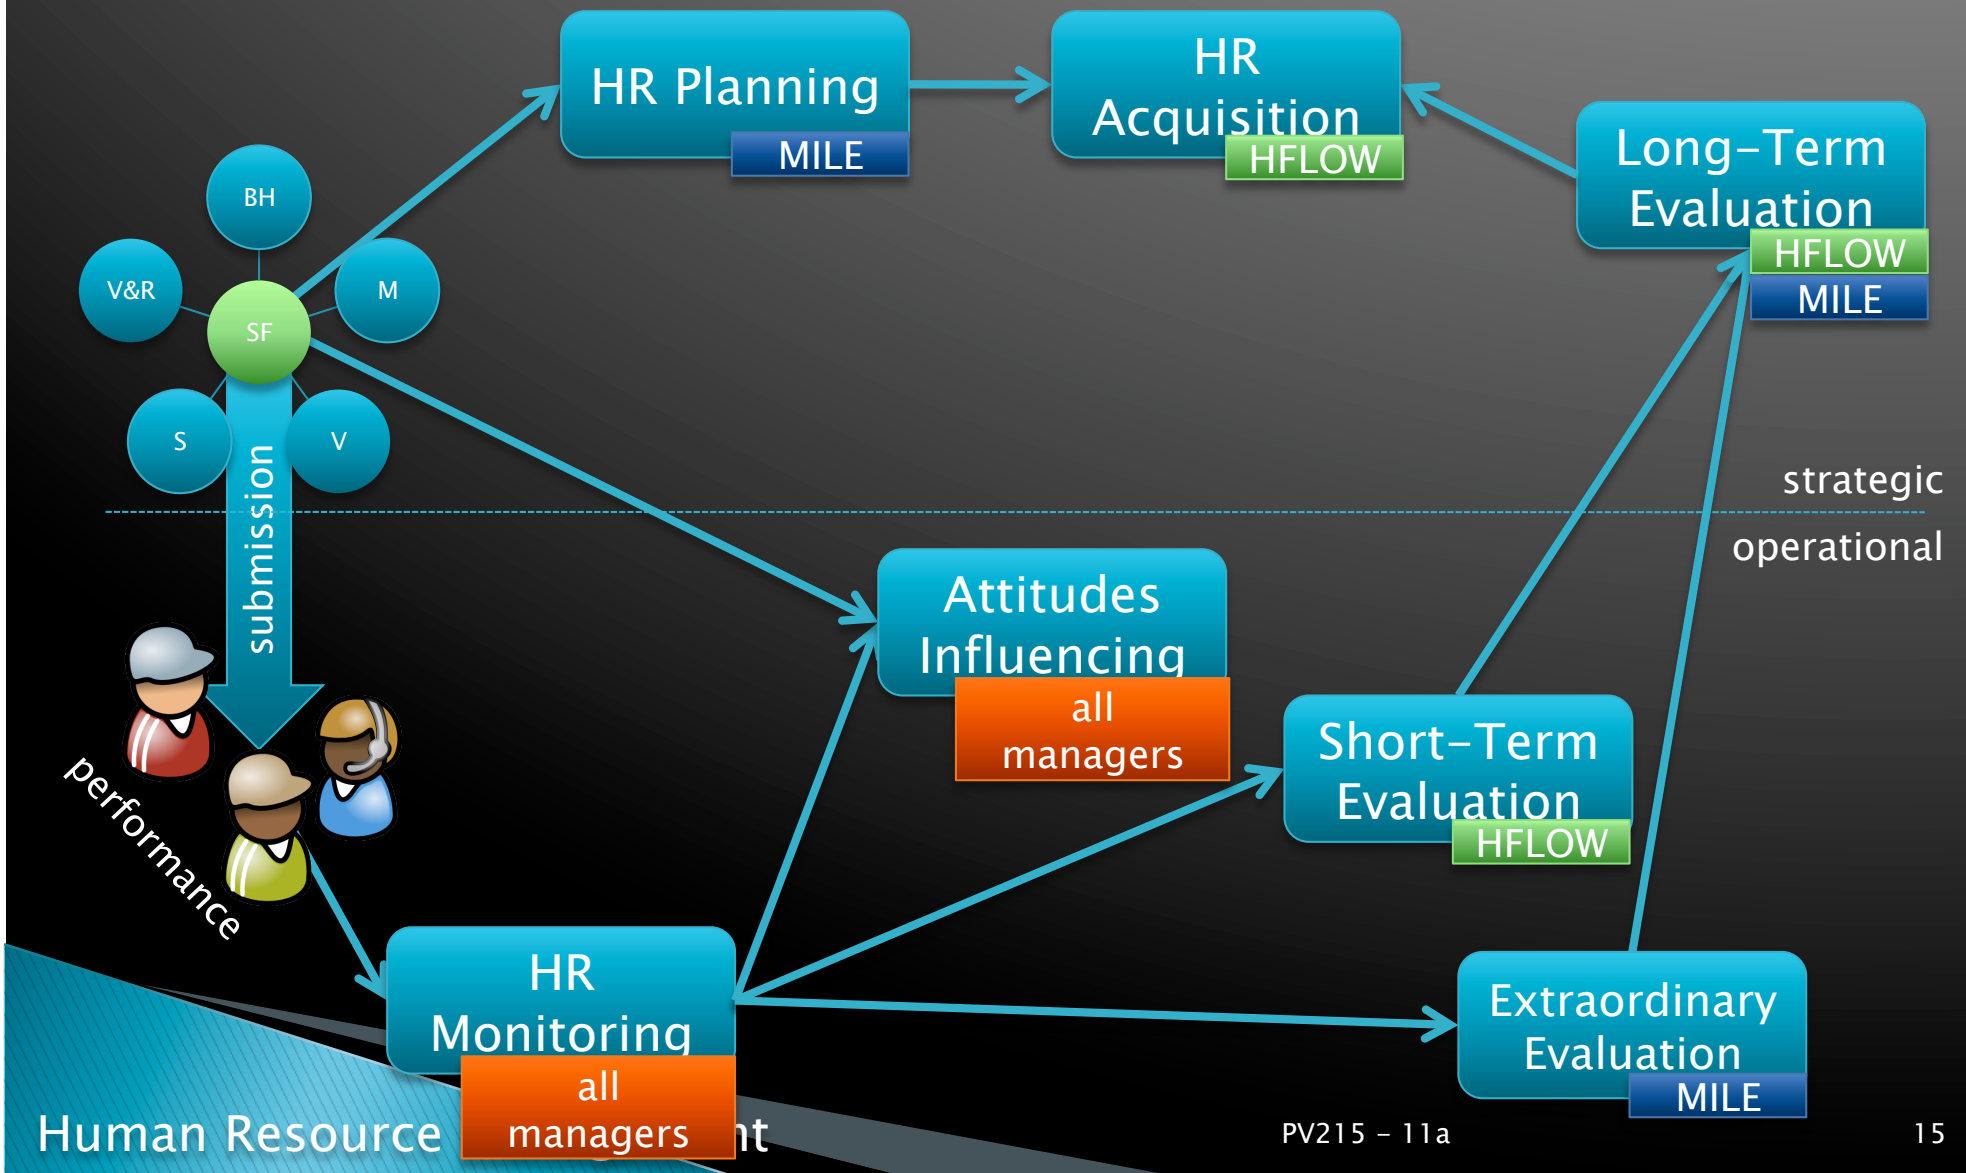 HR Planning
MILE
HR
Acquisition
HFLOW
Long-Term
Evaluation
HFLOW
MILE
BH
V&R
M
SF
S
V
submission
strategic
operational
Attitudes
Influencing
all
managers
Short-Term
Evaluation
HFLOW
performance
HR
Monitoring
all
managers
Extraordinary
Evaluation
MILE
Human Resource
PV215 – 11a
15